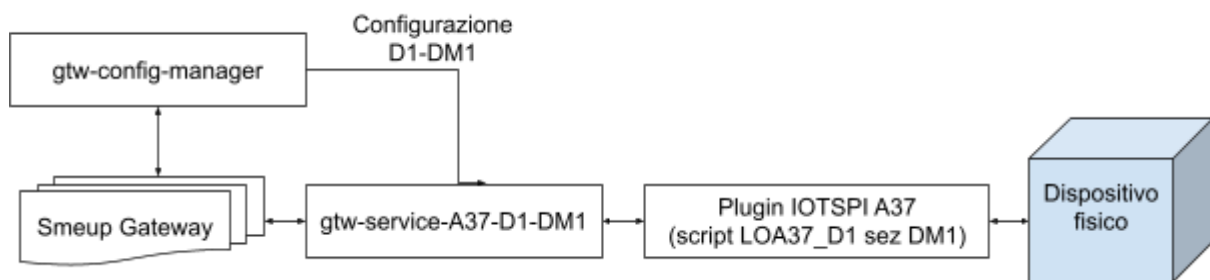 Configurazione
D1-DM1
gtw-config-manager
Smeup Gateway
gtw-service-A37-D1-DM1
Plugin IOTSPI A37
(script LOA37_D1 sez DM1)
Dispositivo
fisico